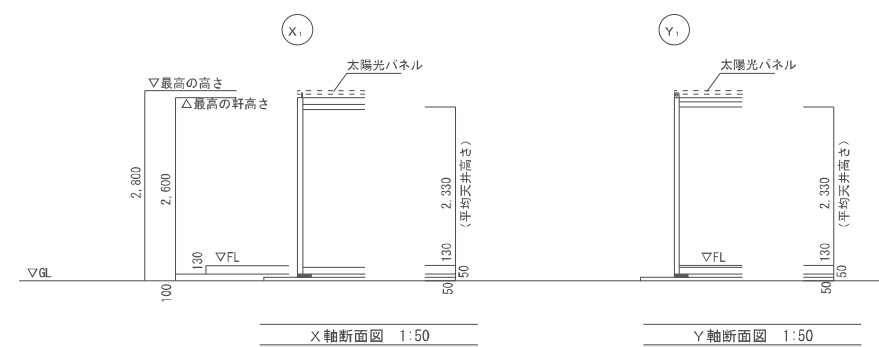 X1
太陽光パネル
▽最高の高さ
△最高の軒高さ
2,800
2,600
130
▽FL
▽GL
100
2,330
(平均天井高さ)
130
50
50
X軸断面図 1:50
Y1
太陽光パネル
2,330
(平均天井高さ)
▽FL
130
50
50
Y軸断面図 1:50